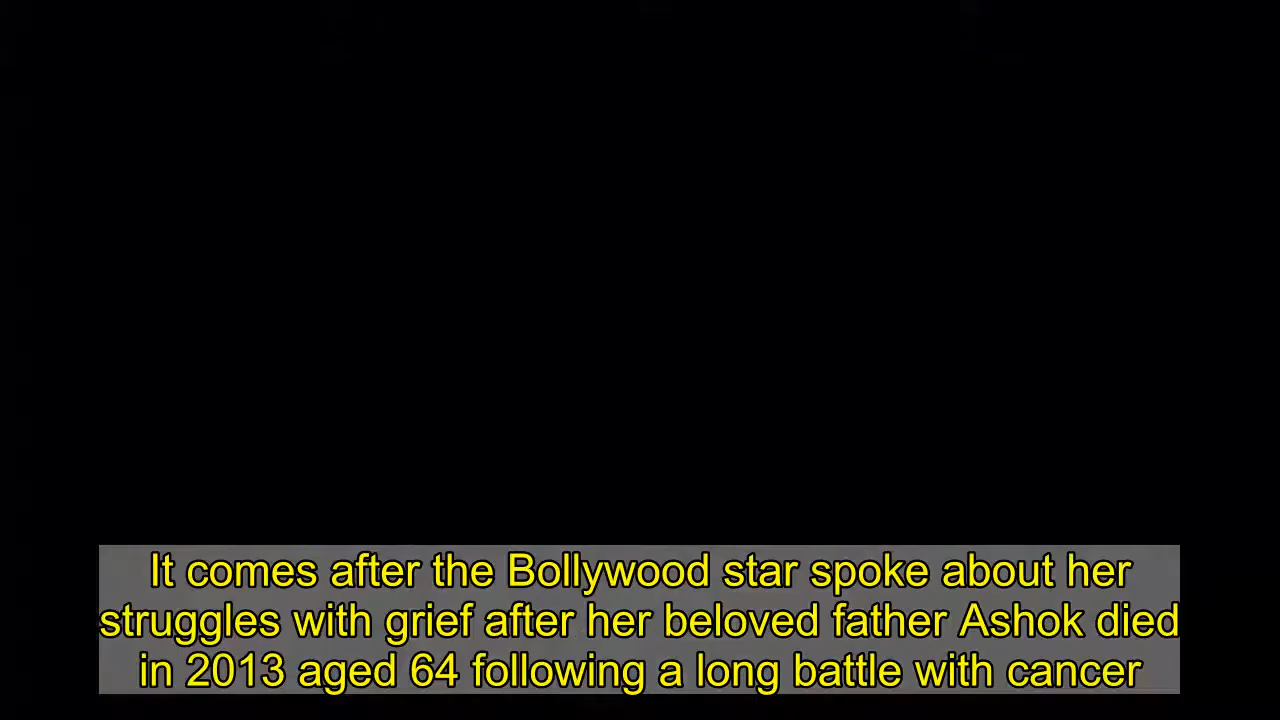 It comes after the Bollywood star spoke about her
struggles with grief after her beloved father Ashok died
in 2013 aged 64 following a long battle with cancer